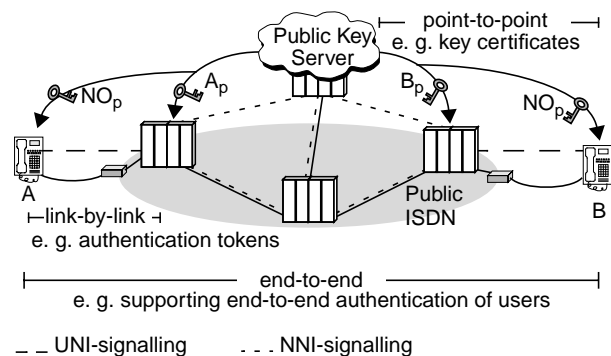 point-to-point
e. g. key certificates
Public Key
Server
NOp
Ap
Bp
NOp
A
Public
ISDN
B
link-by-link
e. g. authentication tokens
end-to-end
e. g. supporting end-to-end authentication of users
UNI-signalling
NNI-signalling